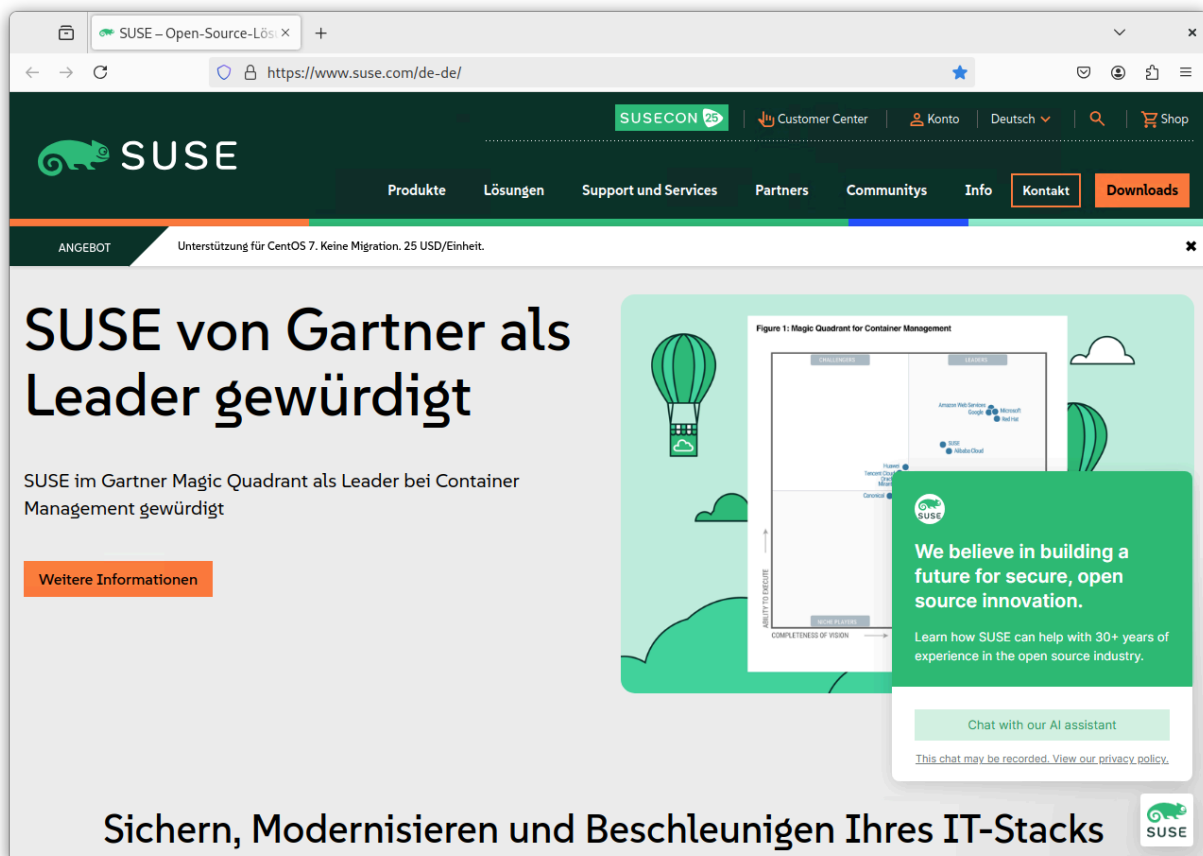 SUSE – Open-Source-Lös
https://www.suse.com/de-de/
SUSECON 25
Customer Center
Konto
Deutsch
Shop
SUSE
Produkte
Lösungen
Support und Services
Partners
Communitys
Info
Kontakt
Downloads
ANGEBOT
Unterstützung für CentOS 7. Keine Migration. 25 USD/Einheit.
SUSE von Gartner als
Leader gewürdigt
SUSE im Gartner Magic Quadrant als Leader bei Container
Management gewürdigt
Weitere Informationen
Figure 1: Magic Quadrant for Container Management
CHALLENGERS
LEADERS
Amazon Web Services
Google
Microsoft
Red Hat
SUSE
Alibaba Cloud
Huawei
Tencent Cloud
Canonical
ABILITY TO EXECUTE
NICHE PLAYERS
COMPLETENESS OF VISION
SUSE
We believe in building a
future for secure, open
source innovation.
Learn how SUSE can help with 30+ years of
experience in the open source industry.
Chat with our AI assistant
This chat may be recorded. View our privacy policy.
Sichern, Modernisieren und Beschleunigen Ihres IT-Stacks
SUSE